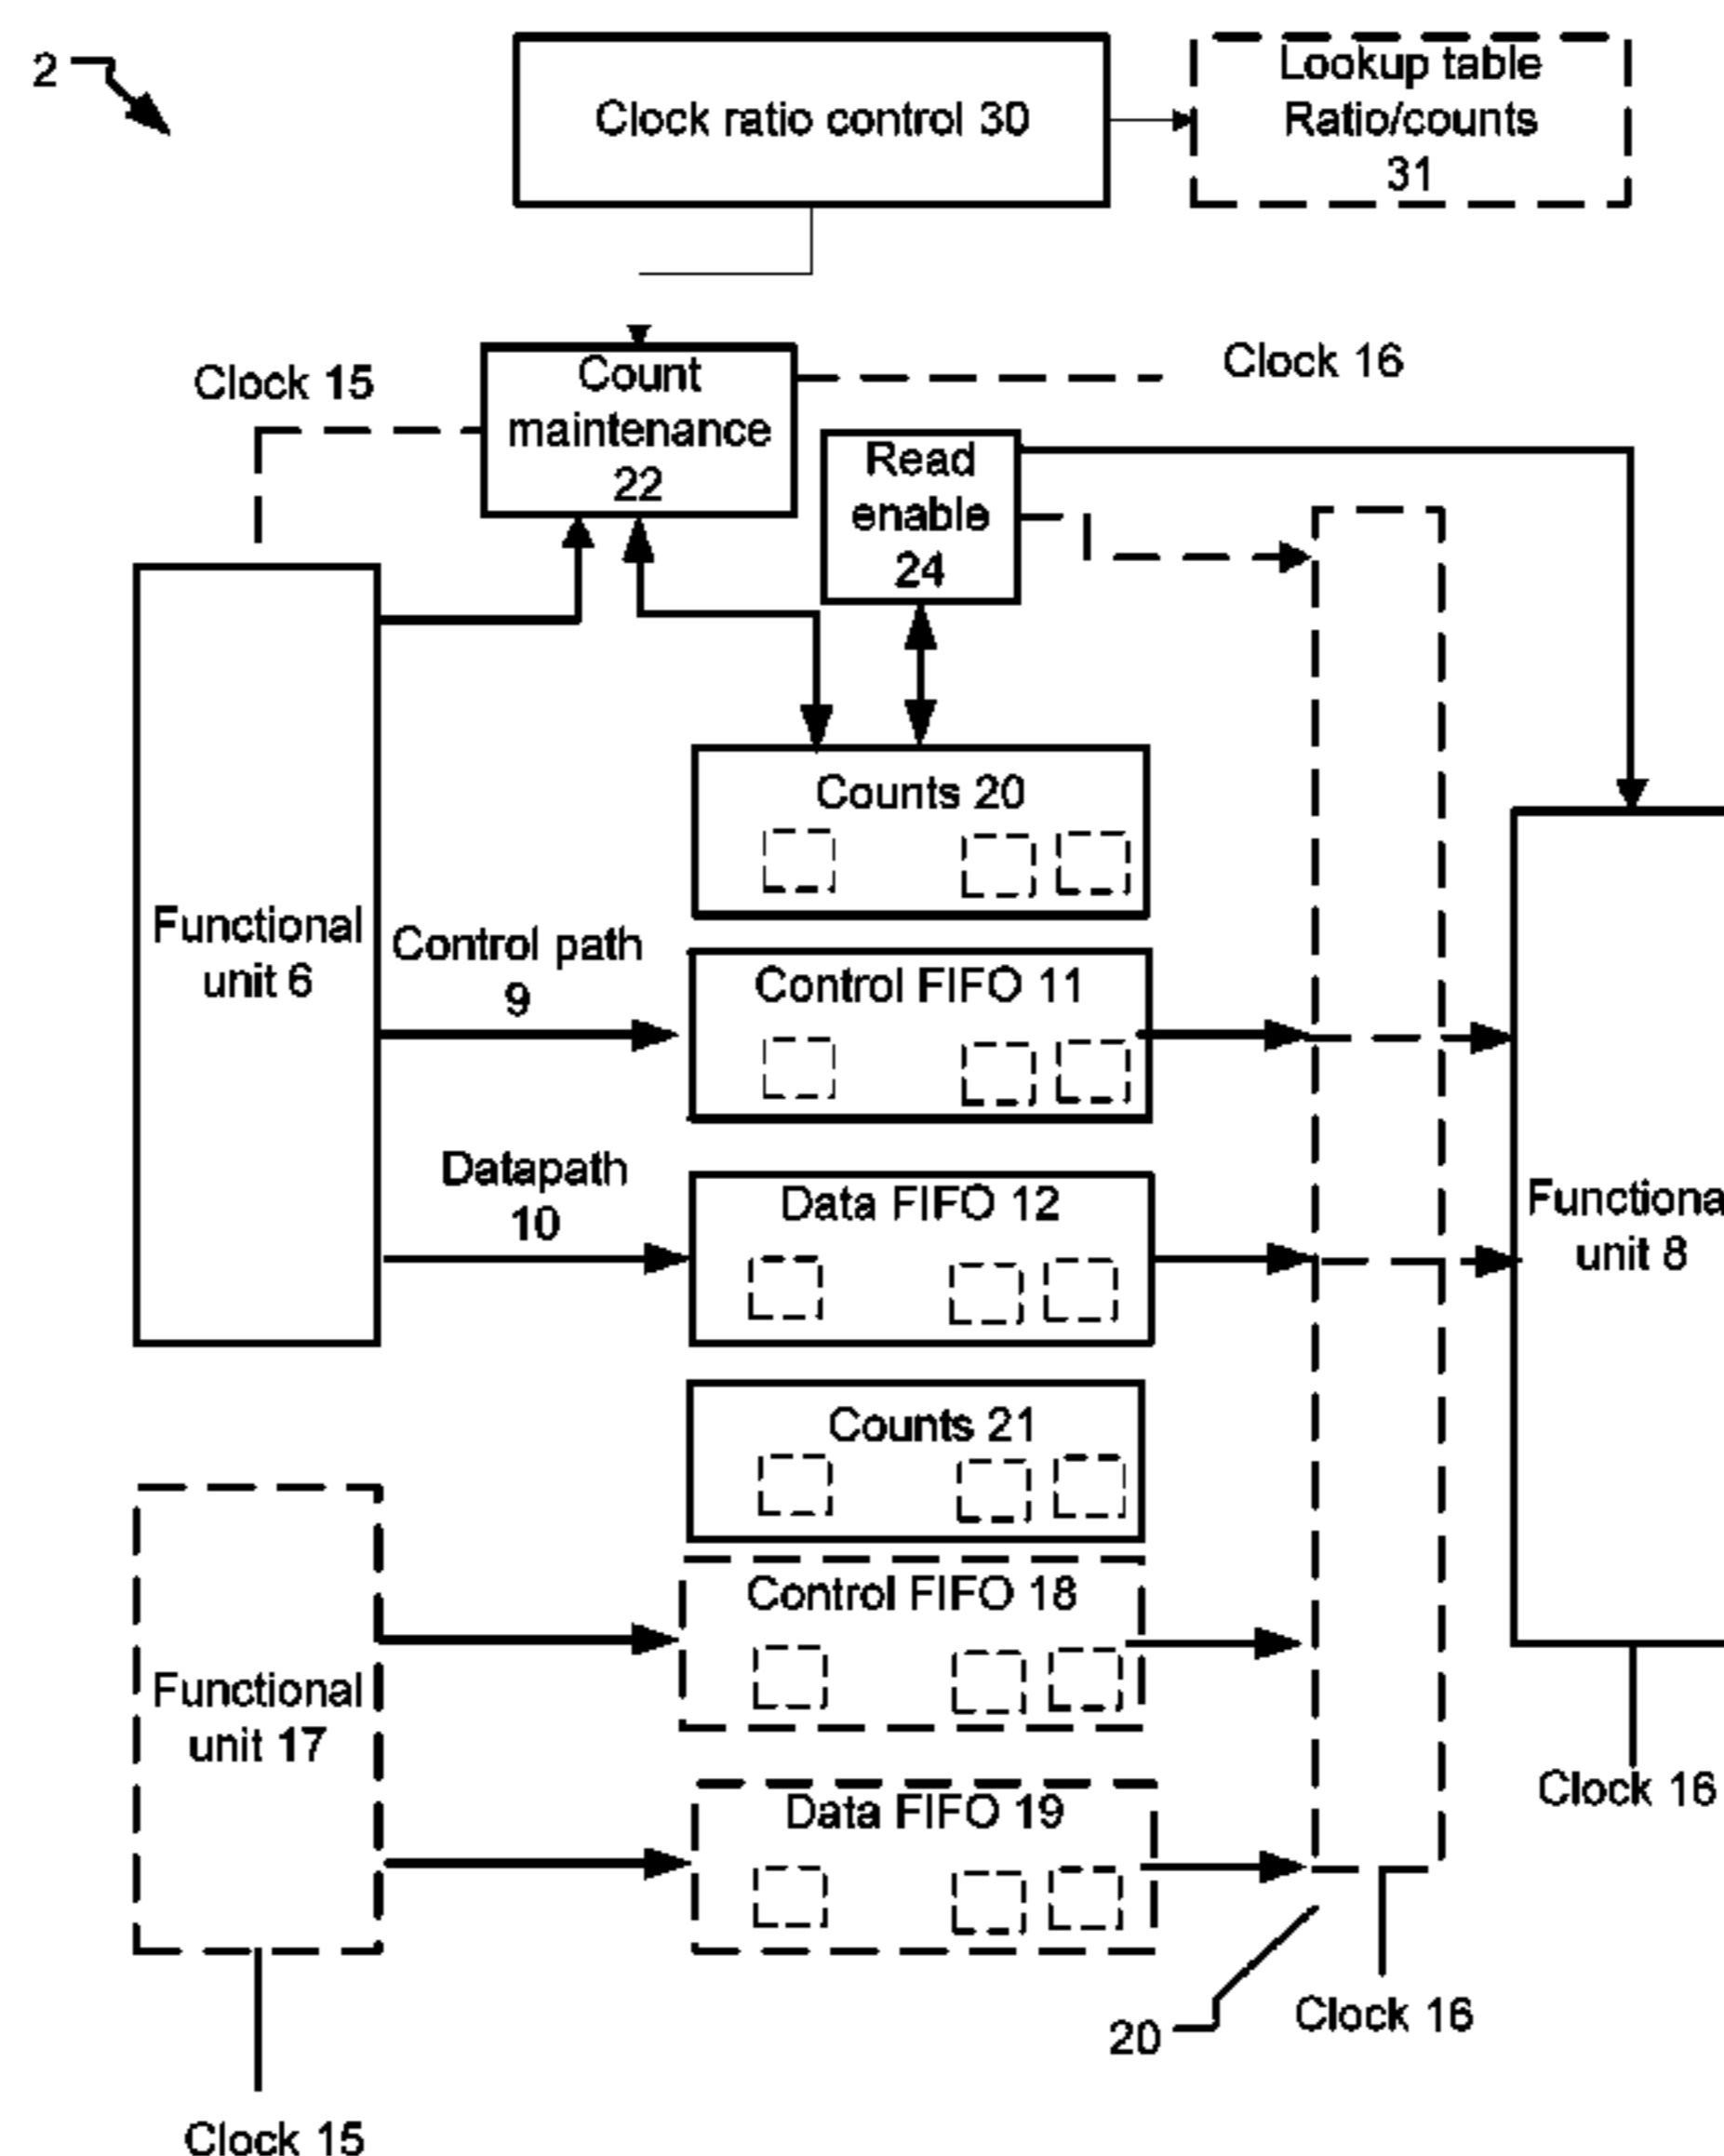 2
Clock ratio control 30
Lookup table
Ratio/counts
31
Clock 15
Count
maintenance
22
Clock 16
Read
enable
24
Counts 20
Functional
unit 6
Control path
9
Control FIFO 11
Datapath
10
Data FIFO 12
Functiona
unit 8
Counts 21
Control FIFO 18
Functional
unit 17
Data FIFO 19
Clock 16
20
Clock 16
Clock 15